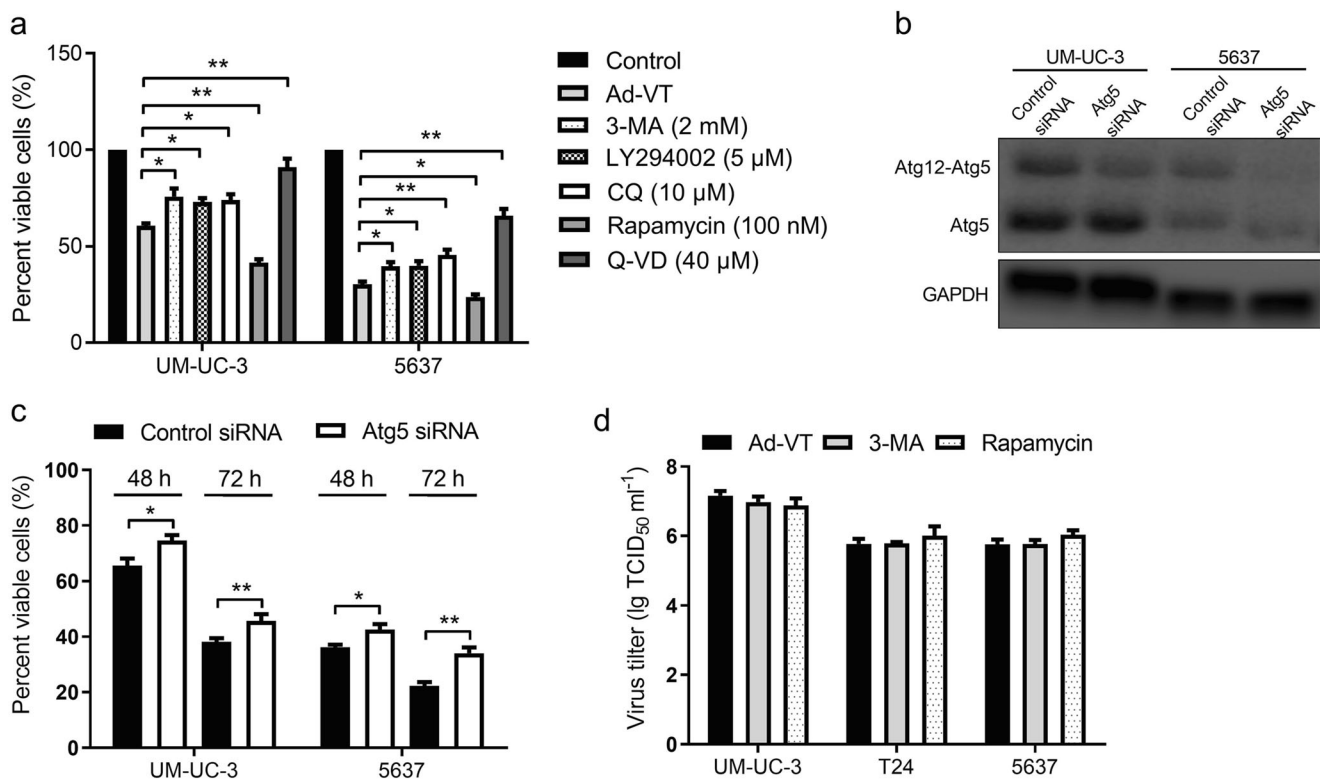 a
150
100
50
0
Percent viable cells (%)
**
**
*
*
*
**
*
**
*
*
UM-UC-3
5637
Control
Ad-VT
3-MA (2 mM)
LY294002 (5 µM)
CQ (10 µM)
Rapamycin (100 nM)
Q-VD (40 µM)
b
UM-UC-3
5637
Control siRNA
Atg5 siRNA
Control siRNA
Atg5 siRNA
Atg12-Atg5
Atg5
GAPDH
c
Control siRNA
Atg5 siRNA
100
80
60
40
20
0
Percent viable cells (%)
48 h
72 h
48 h
72 h
*
**
*
**
UM-UC-3
5637
d
Ad-VT
3-MA
Rapamycin
8
6
4
2
0
Virus tilter (lg TCID50 ml−1)
UM-UC-3
T24
5637